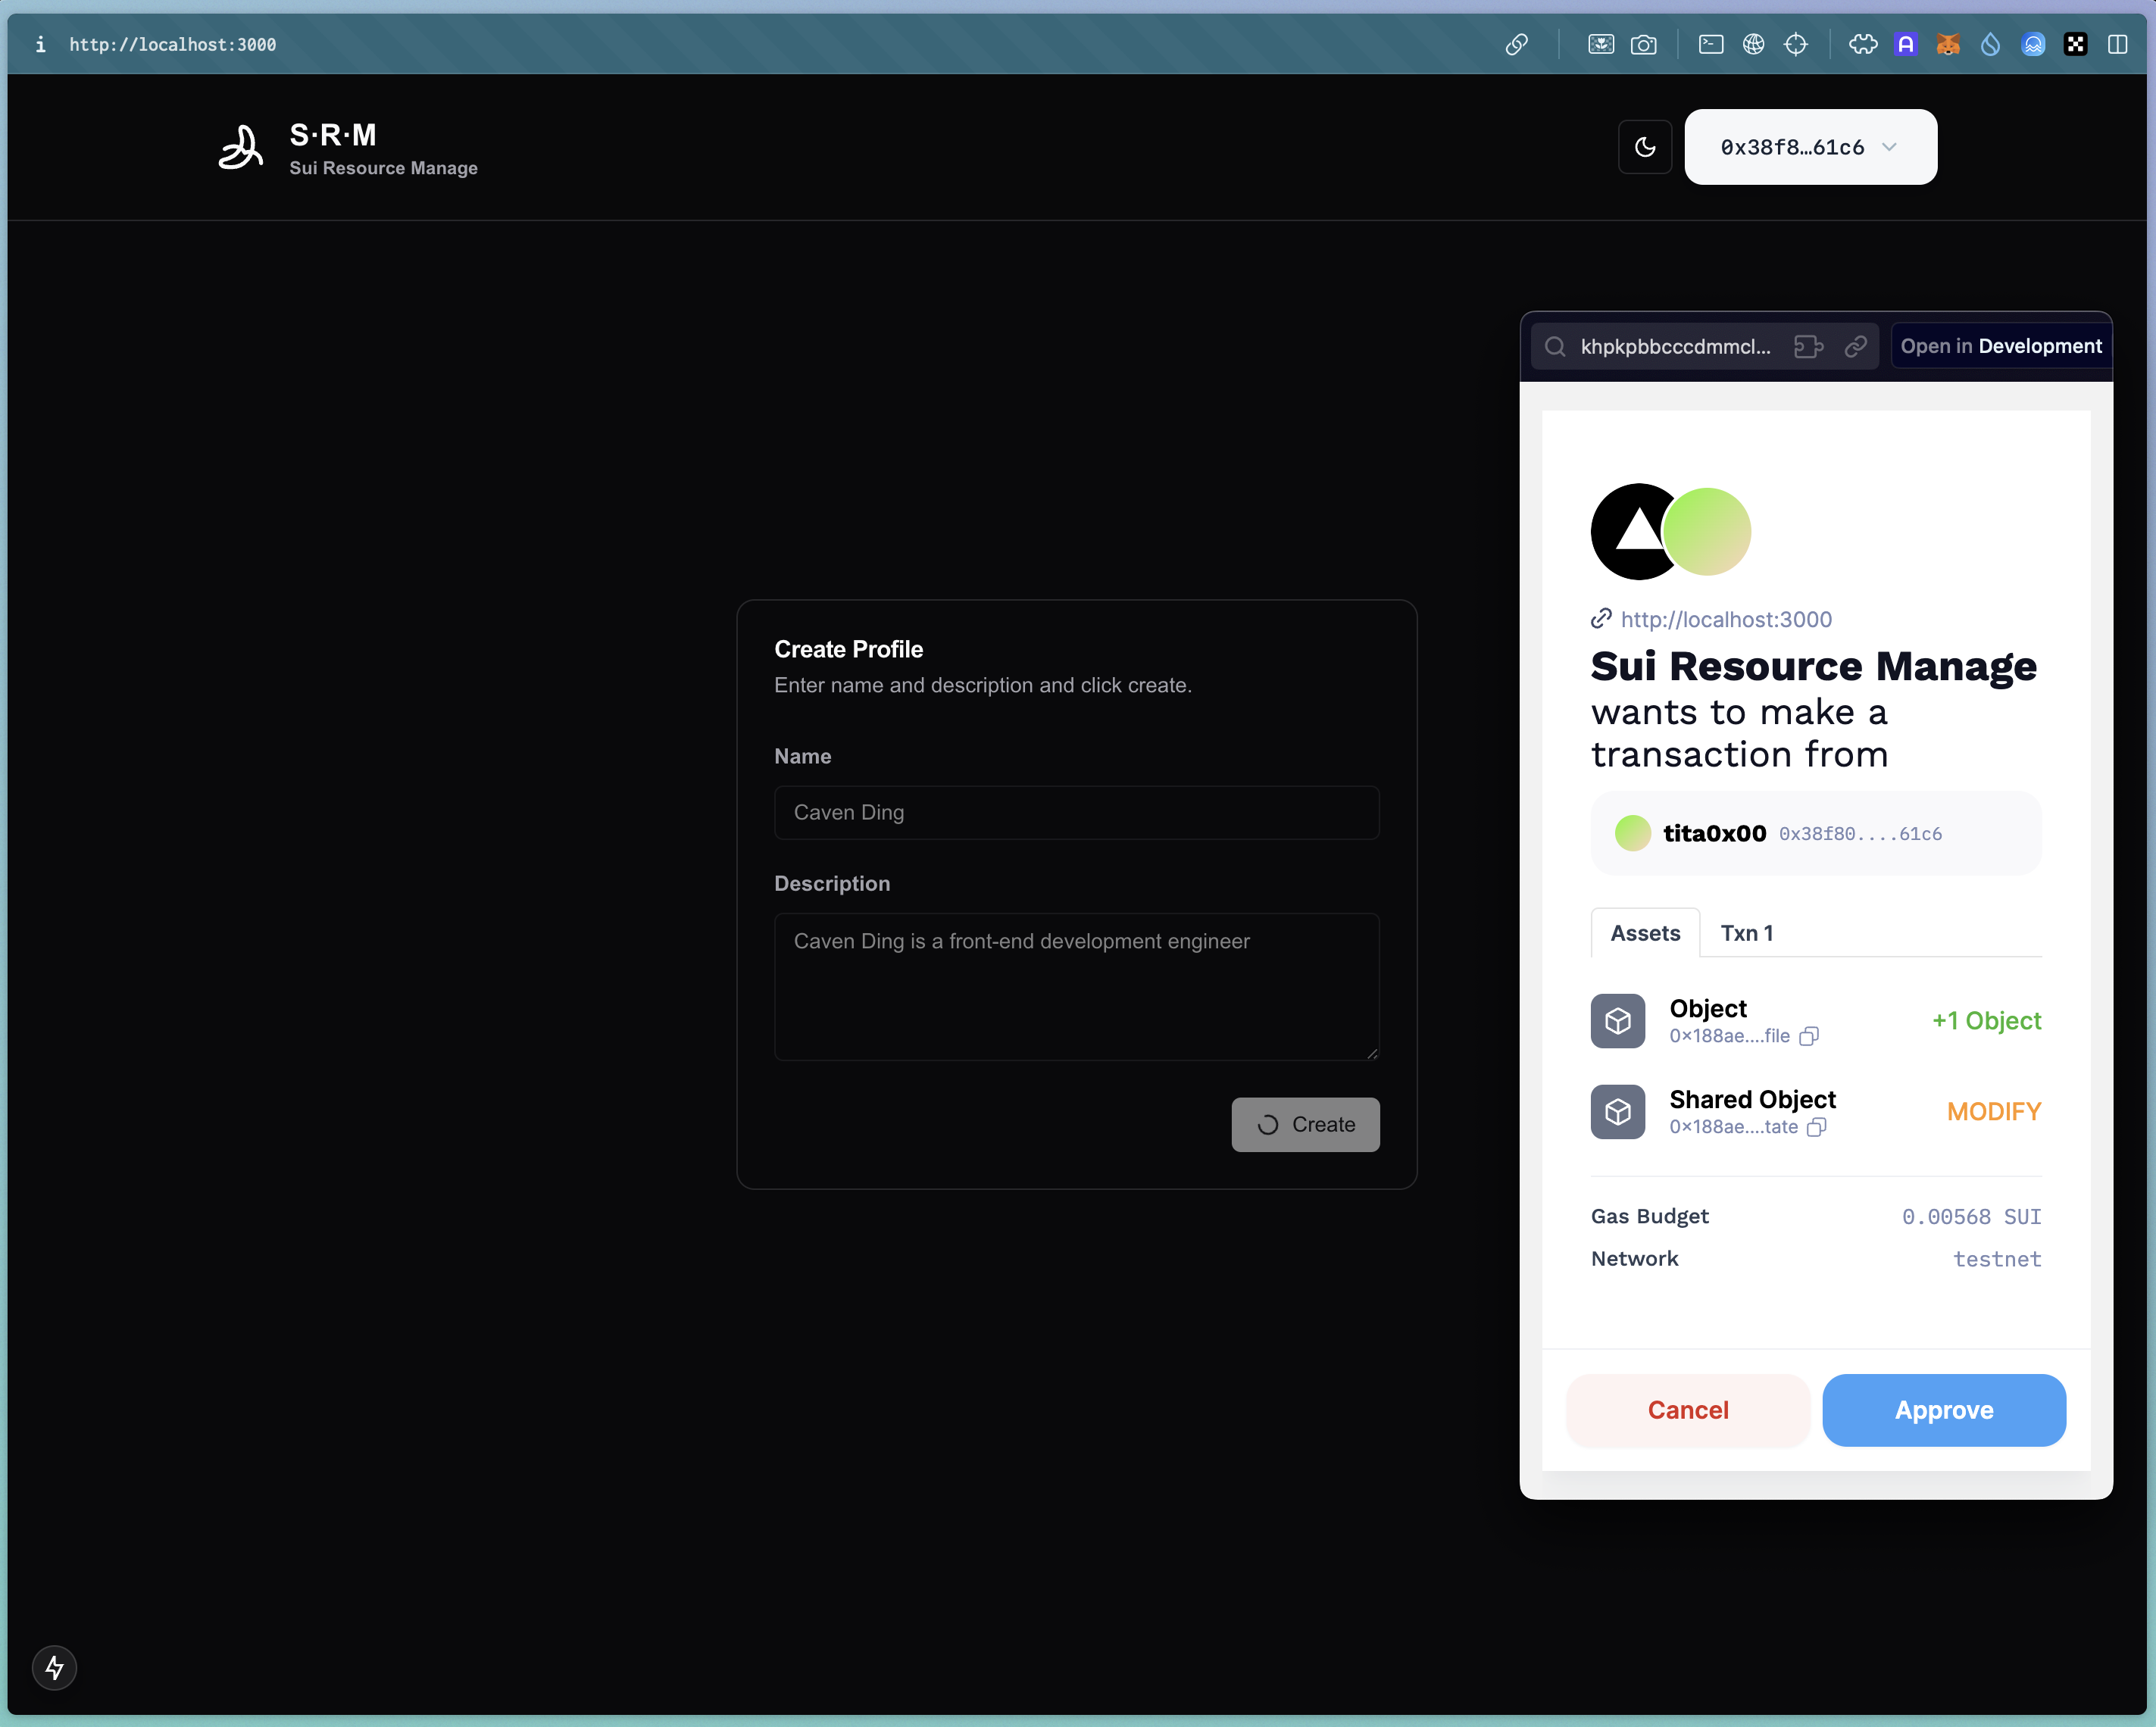 i http://localhost:3000
S·R·M
Sui Resource Manage
0x38f8…61c6
Create Profile
Enter name and description and click create.
Name
Caven Ding
Description
Caven Ding is a front-end development engineer
Create
khpkpbbcccdmmcl...
Open in Development
http://localhost:3000
Sui Resource Manage
wants to make a
transaction from
tita0x00 0x38f80....61c6
Assets Txn 1
Object
0x188ae....file
+1 Object
Shared Object
0x188ae....tate
MODIFY
Gas Budget 0.00568 SUI
Network testnet
Cancel Approve